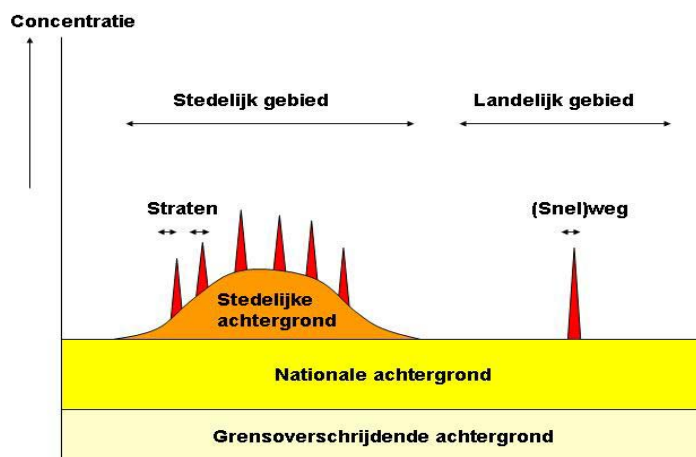 Concentratie
Stedelijk gebied
Landelijk gebied
Straten
(Snel)weg
Stedelijke
achtergrond
Nationale achtergrond
Grensoverschrijdende achtergrond